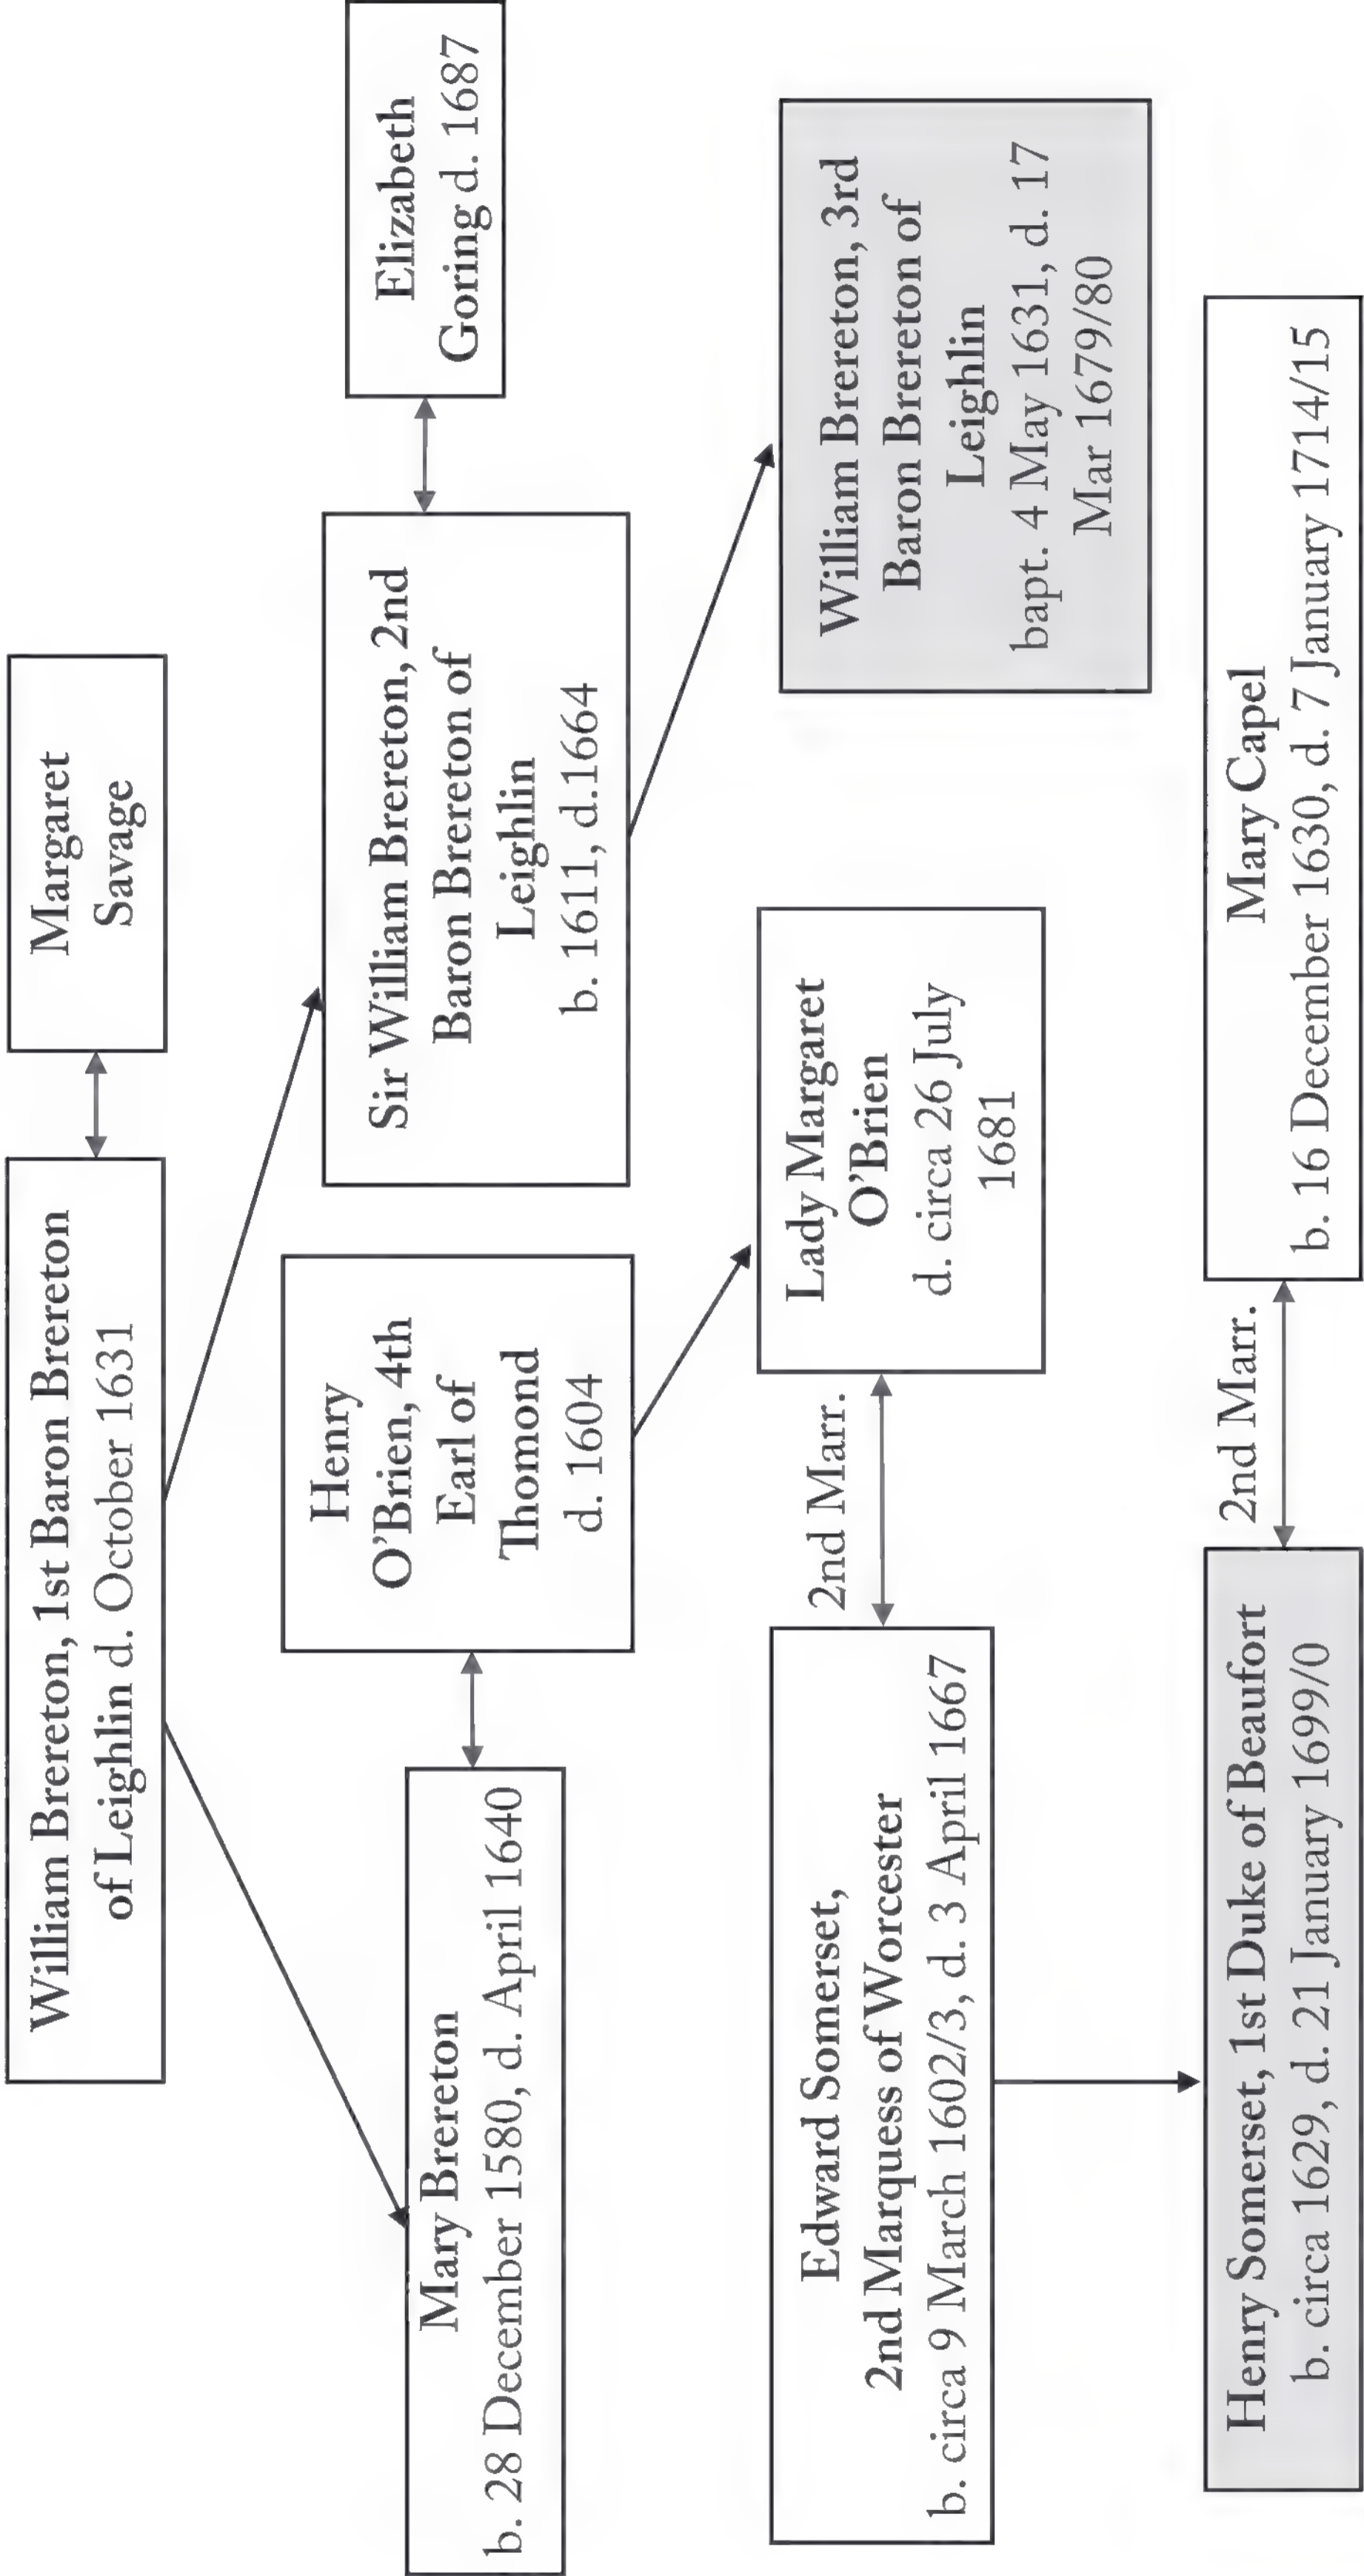 William Brereton, 1st Baron Brereton
of Leighlin d. October 1631
Margaret
Savage
Mary Brereton
b. 28 December 1580, d. April 1640
Henry
O'Brien, 4th
Earl of
Thomond
d. 1604
Sir William Brereton, 2nd
Baron Brereton of
Leighlin
b. 1611, d.1664
Elizabeth
Goring d. 1687
Edward Somerset,
2nd Marquess of Worcester
b. circa 9 March 1602/3, d. 3 April 1667
2nd Marr.
Lady Margaret
O'Brien
d. circa 26 July
1681
William Brereton, 3rd
Baron Brereton of
Leighlin
bapt. 4 May 1631, d. 17
Mar 1679/80
Henry Somerset, 1st Duke of Beaufort
b. circa 1629, d. 21 January 1699/0
2nd Marr.
Mary Capel
b. 16 December 1630, d. 7 January 1714/15